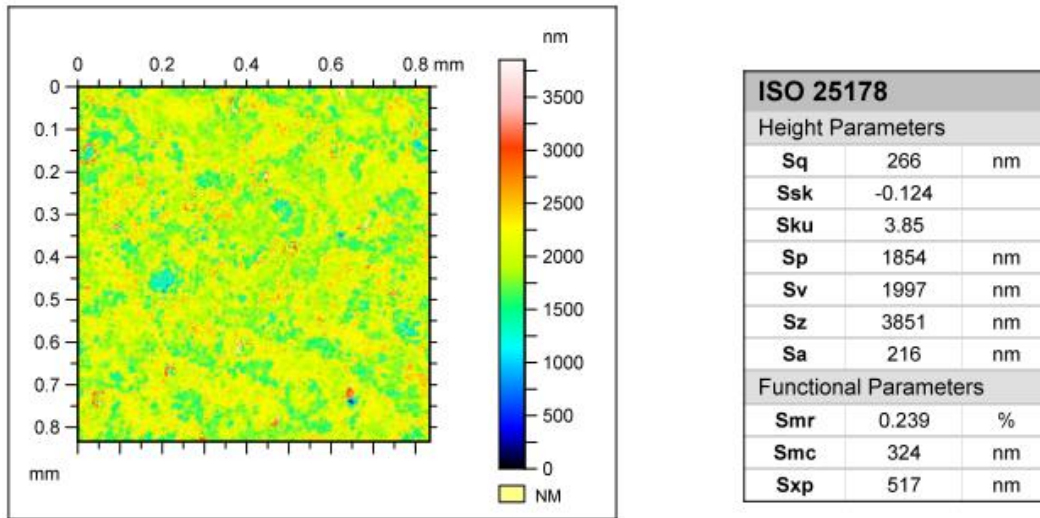 nm
0 0.2 0.4 0.6 0.8 mm
0
0.1
0.2
0.3
0.4
0.5
0.6
0.7
0.8
mm
3500
3000
2500
2000
1500
1000
500
0
NM
ISO 25178
Height Parameters
Sq 266 nm
Ssk -0.124
Sku 3.85
Sp 1854 nm
Sv 1997 nm
Sz 3851 nm
Sa 216 nm
Functional Parameters
Smr 0.239 %
Smc 324 nm
Sxp 517 nm